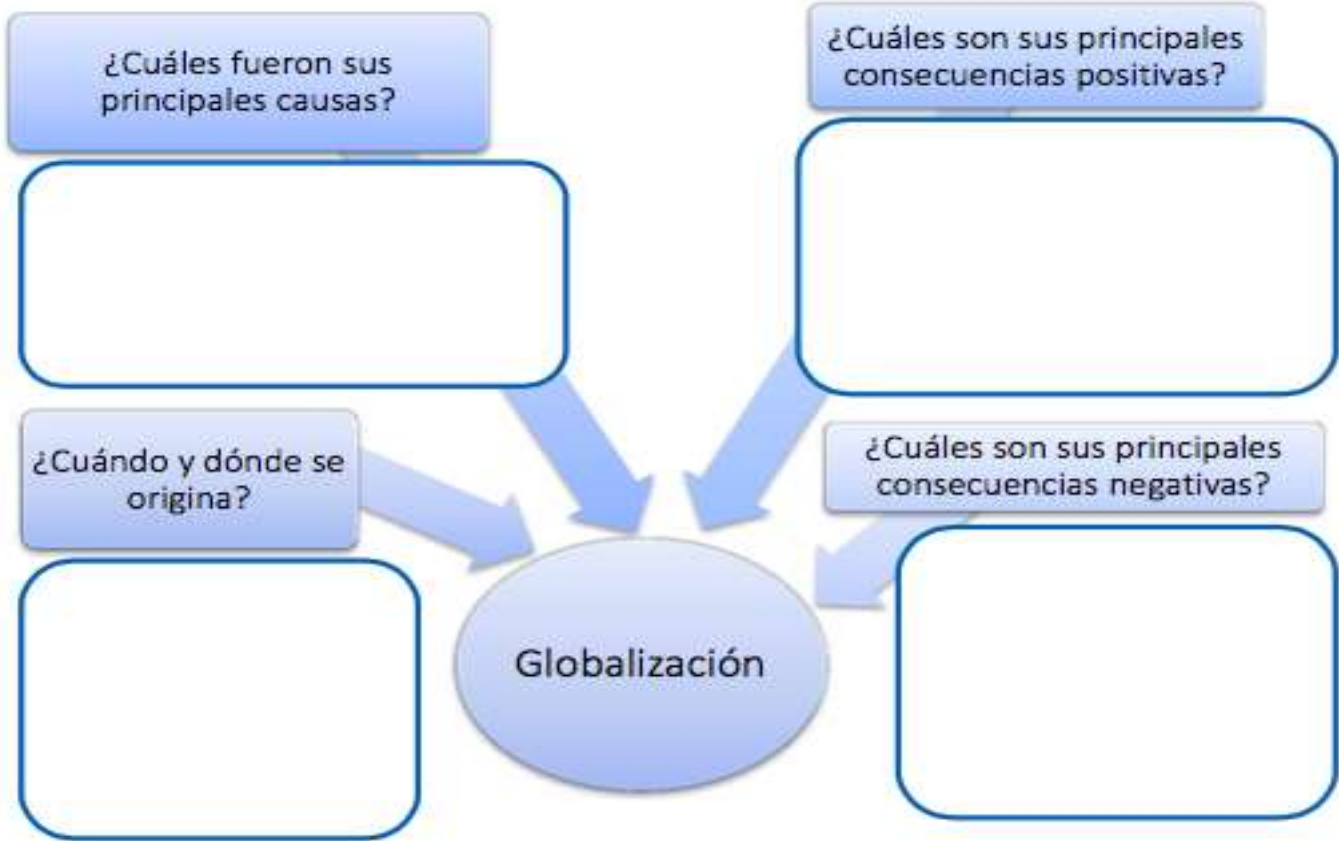 ¿Cuáles fueron sus
principales causas?
¿Cuáles son sus principales
consecuencias positivas?
¿Cuándo y dónde se
origina?
¿Cuáles son sus principales
consecuencias negativas?
Globalización